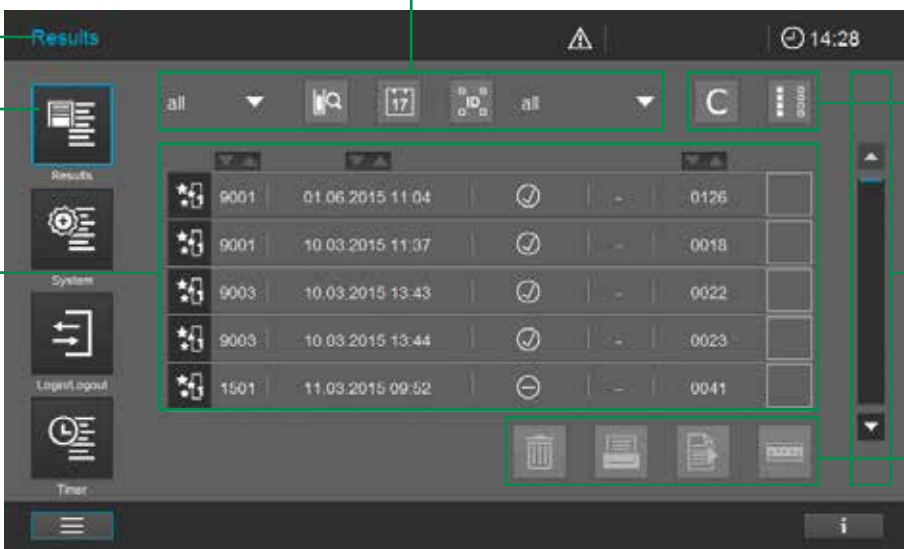 Results 14:28
all 17 ID all C
Results
9001 01.06.2015 11:04 - 0126
9001 10.03.2015 11:37 - 0018
System
9003 10.03.2015 13:43 - 0022
9003 10.03.2015 13:44 - 0023
Login/Logout
1501 11.03.2015 09:52 - 0041
Timer
i